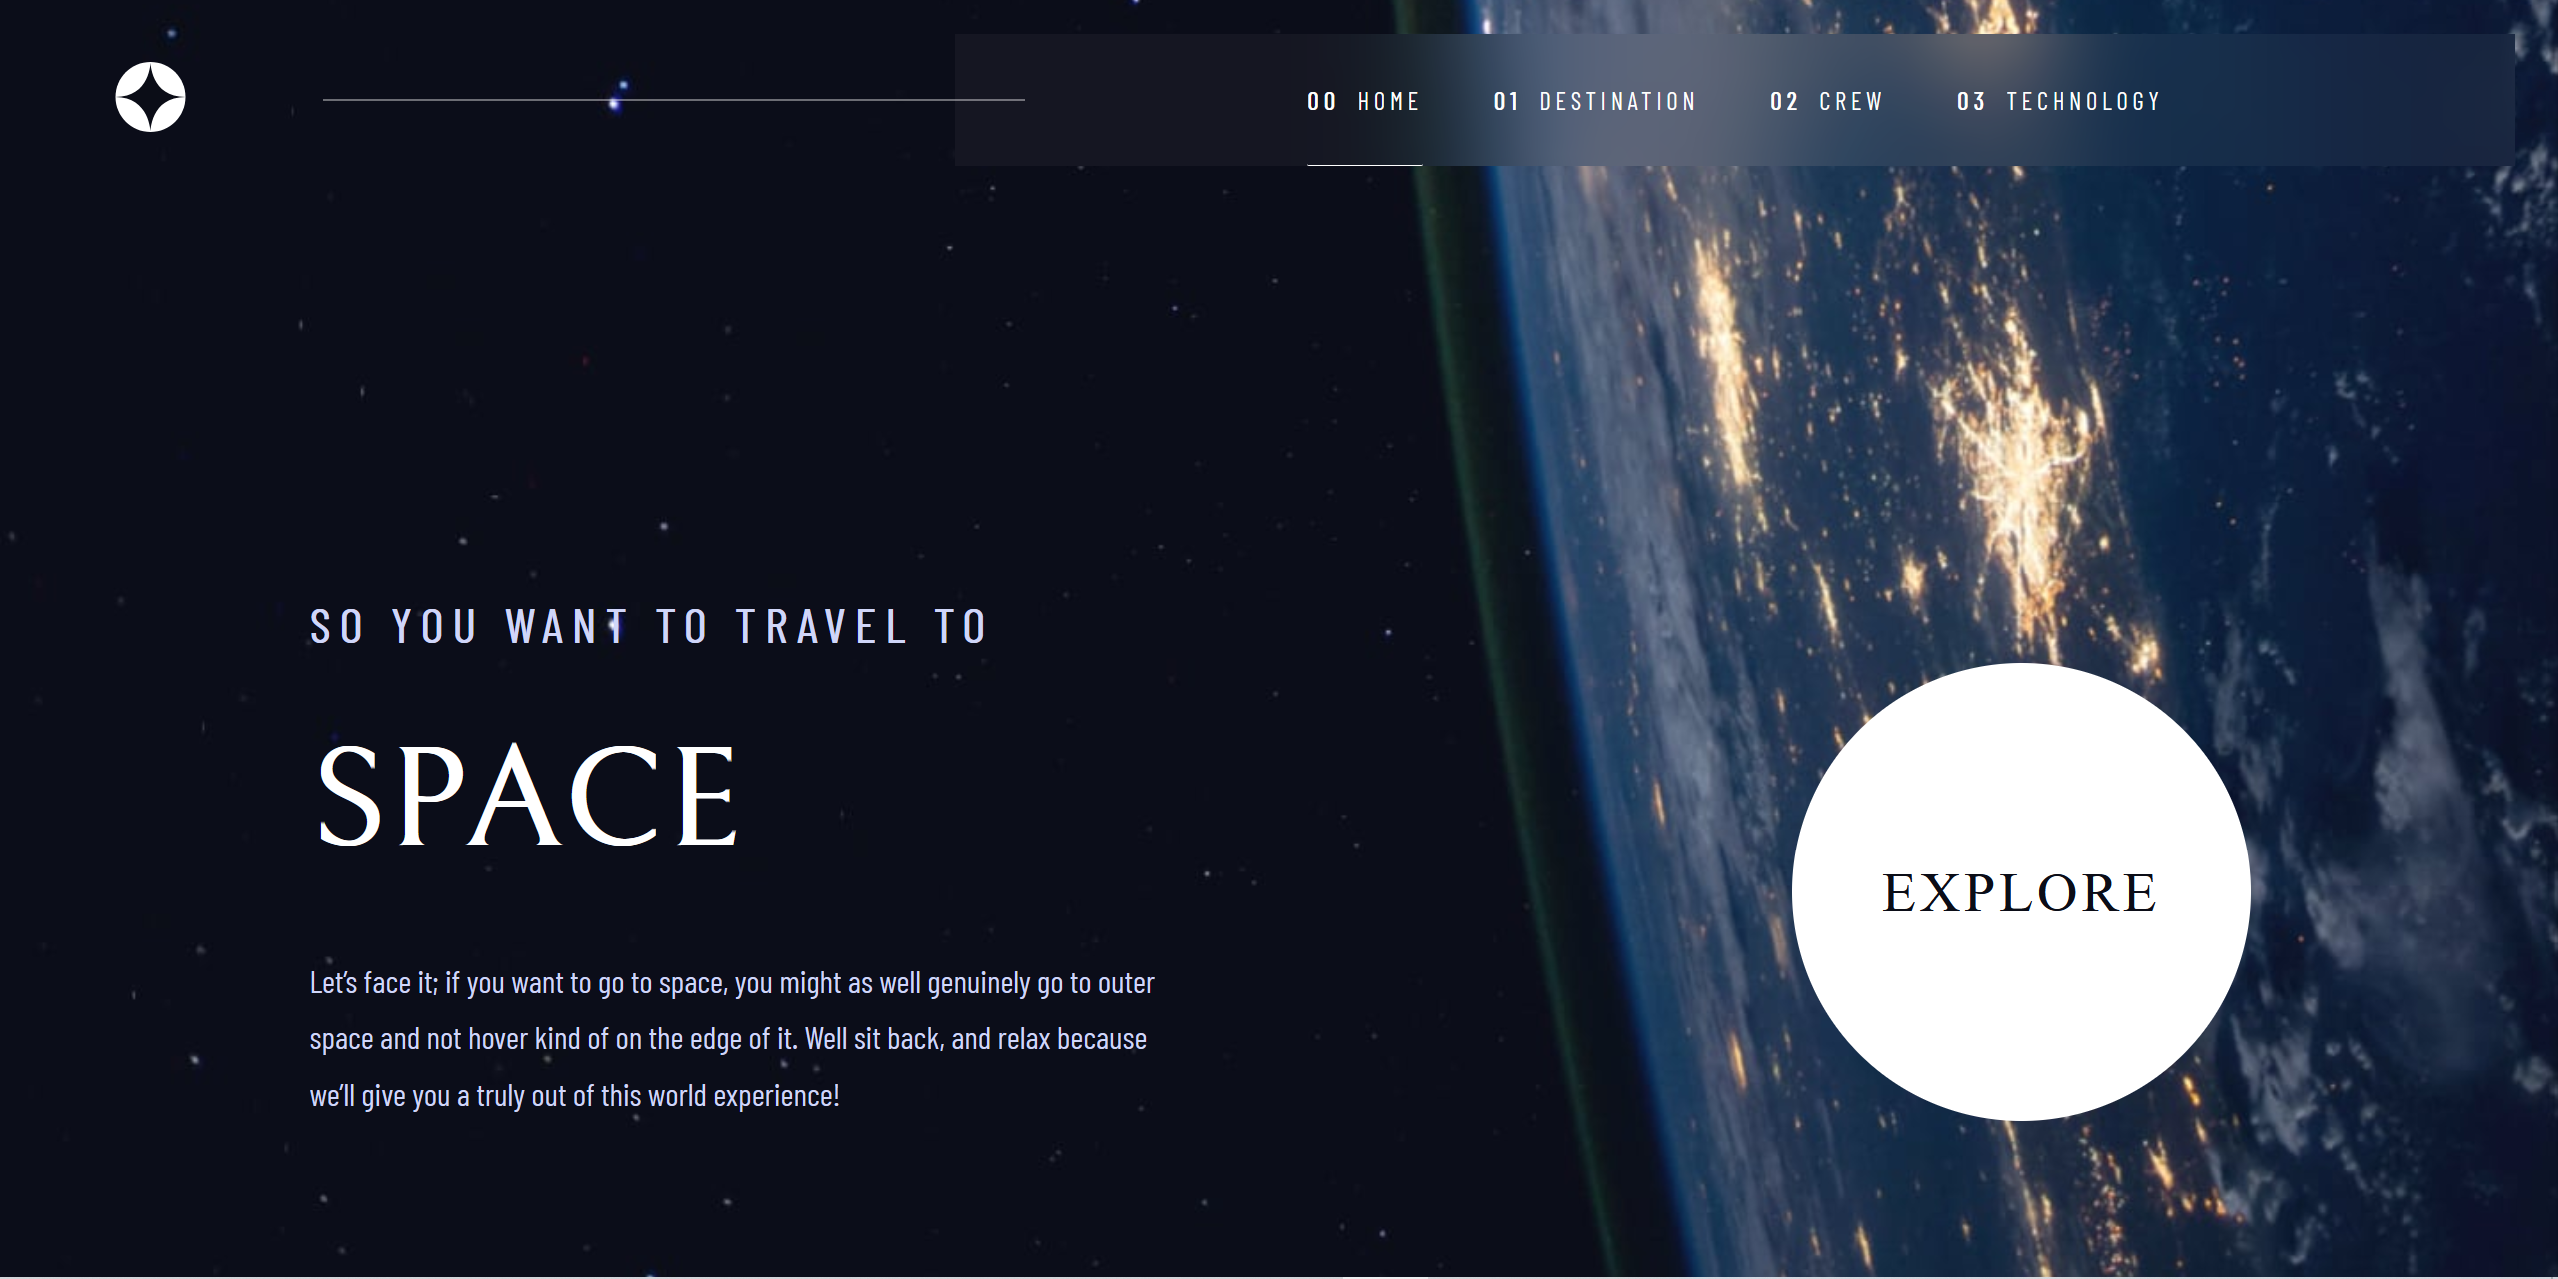 00 HOME 01 DESTINATION 02 CREW 03 TECHNOLOGY
SO YOU WANT TO TRAVEL TO
SPACE
EXPLORE
Let’s face it; if you want to go to space, you might as well genuinely go to outer
space and not hover kind of on the edge of it. Well sit back, and relax because
we’ll give you a truly out of this world experience!